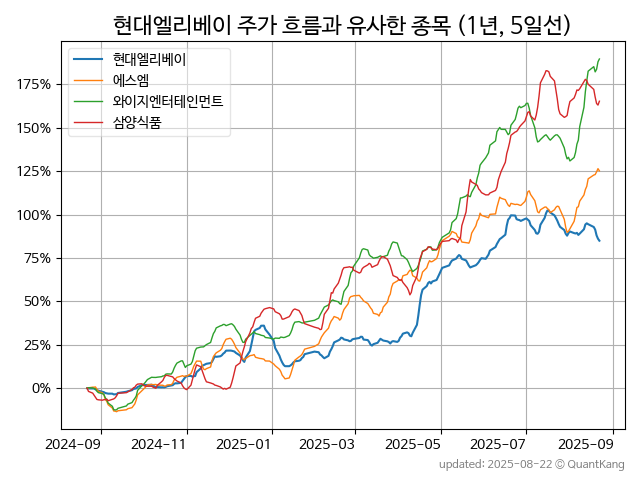 현대엘리베이 주가 흐름과 유사한 종목 (1년, 5일선)
현대엘리베이
에스엠
와이지엔터테인먼트
삼양식품
175%
150%
125%
100%
75%
50%
25%
0%
2024-09 2024-11 2025-01 2025-03 2025-05 2025-07 2025-09
updated: 2025-08-22 © QuantKang